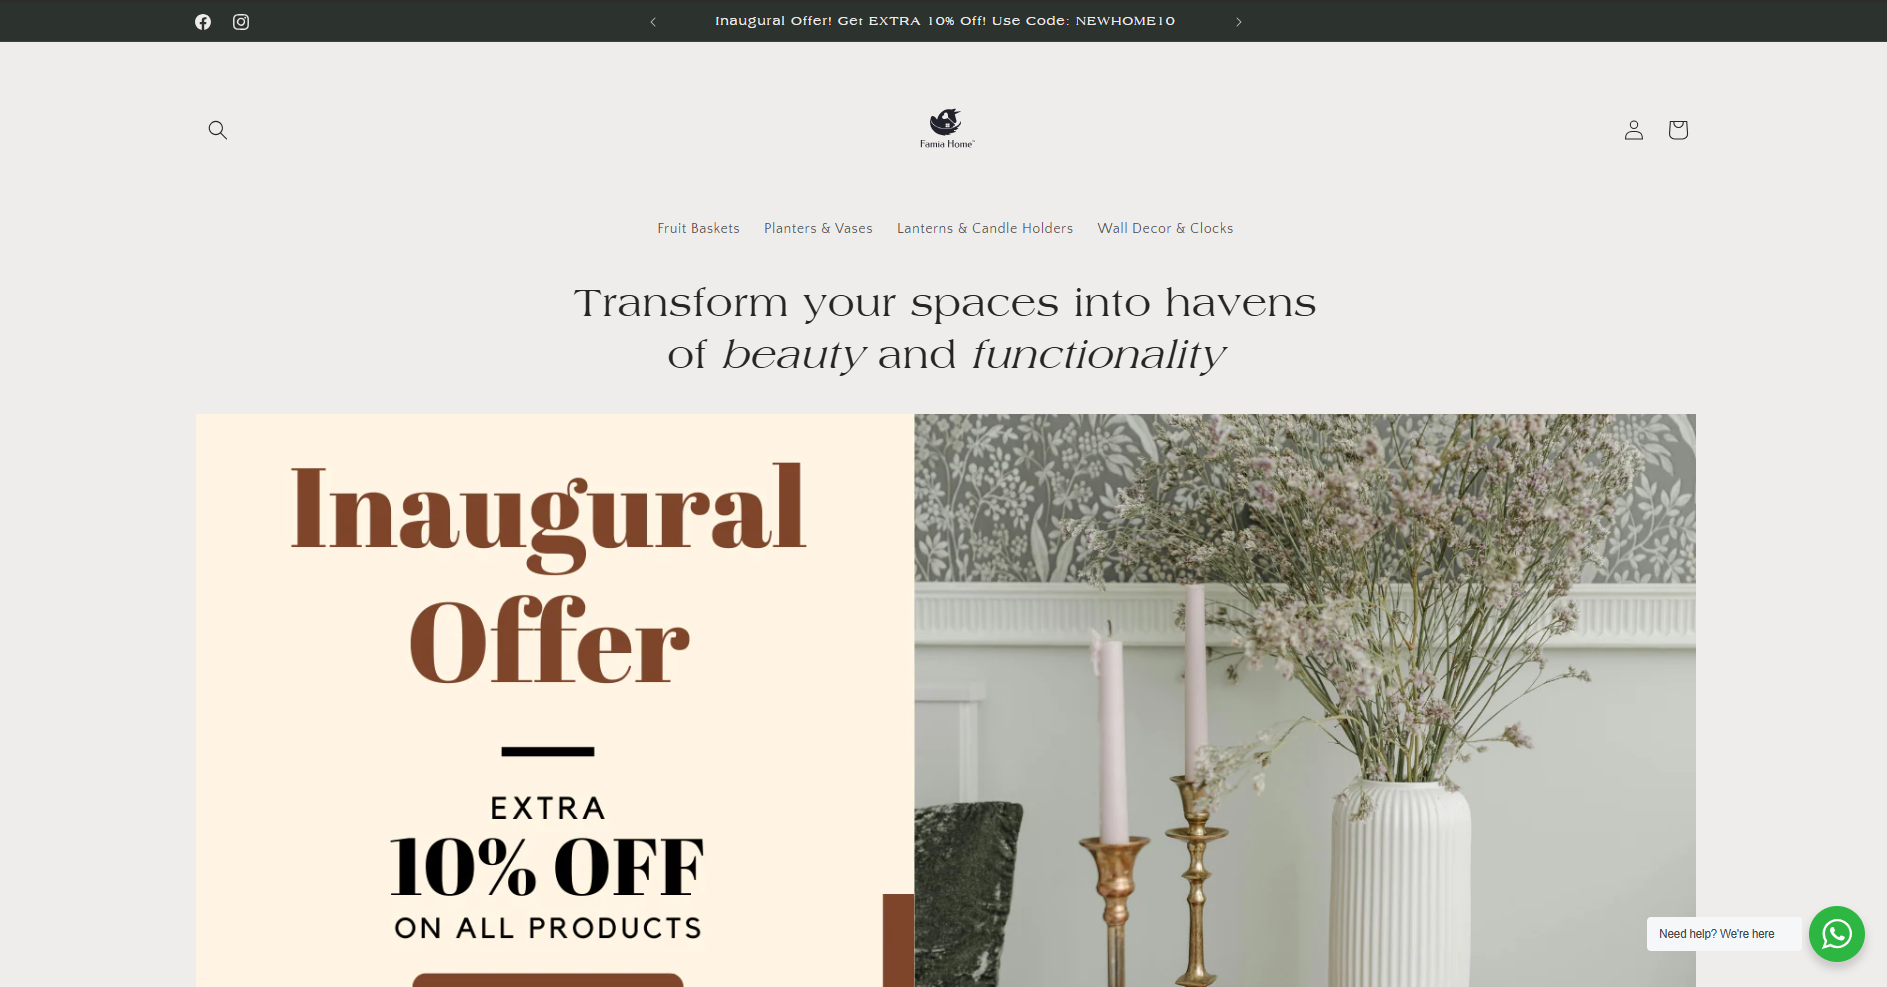 Inaugural Offer! Get EXTRA 10% Off! Use Code: NEWHOME10
Famia Home™
Fruit Baskets
Planters & Vases
Lanterns & Candle Holders
Wall Decor & Clocks
Transform your spaces into havens
of beauty and functionality
Inaugural
Offer
EXTRA
10% OFF
ON ALL PRODUCTS
Need help? We're here